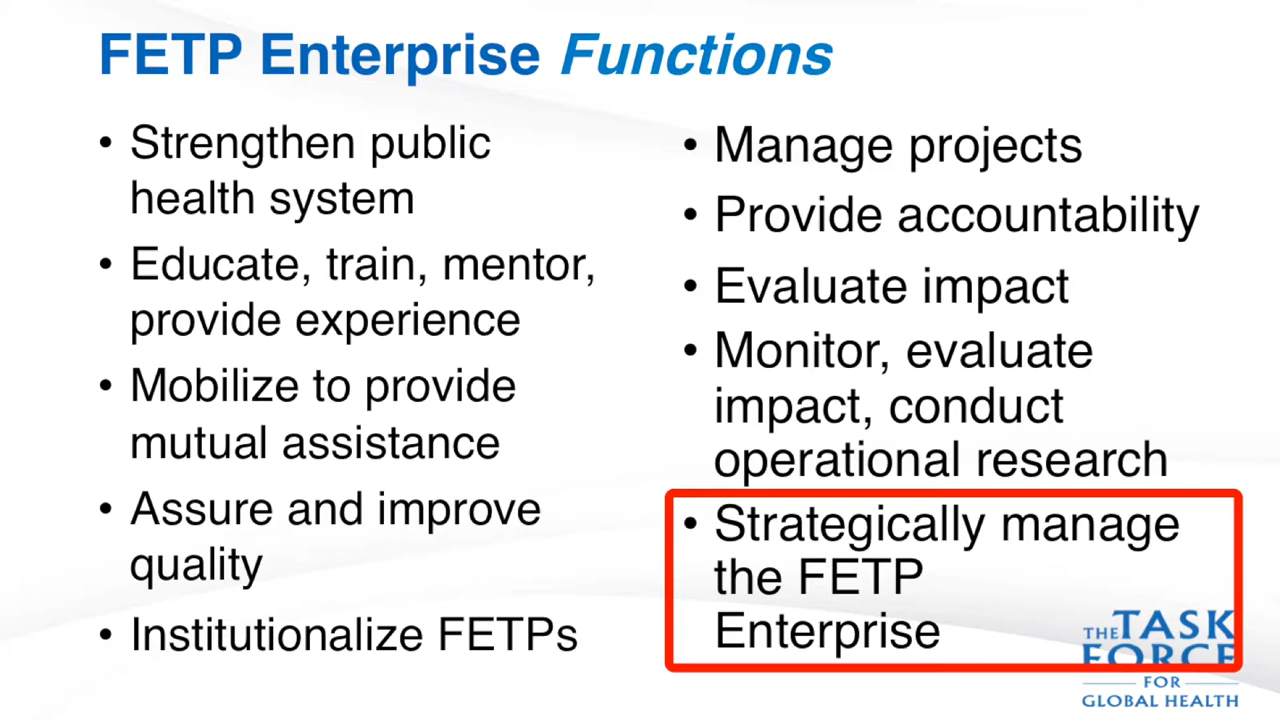 FETP Enterprise Functions
• Strengthen public
health system
• Educate, train, mentor,
provide experience
• Mobilize to provide
mutual assistance
• Assure and improve
quality
• Institutionalize FETPs
• Manage projects
• Provide accountability
• Evaluate impact
• Monitor, evaluate
impact, conduct
operational research
• Strategically manage
the FETP
Enterprise
THE TASK
FORCE
FOR
GLOBAL HEALTH